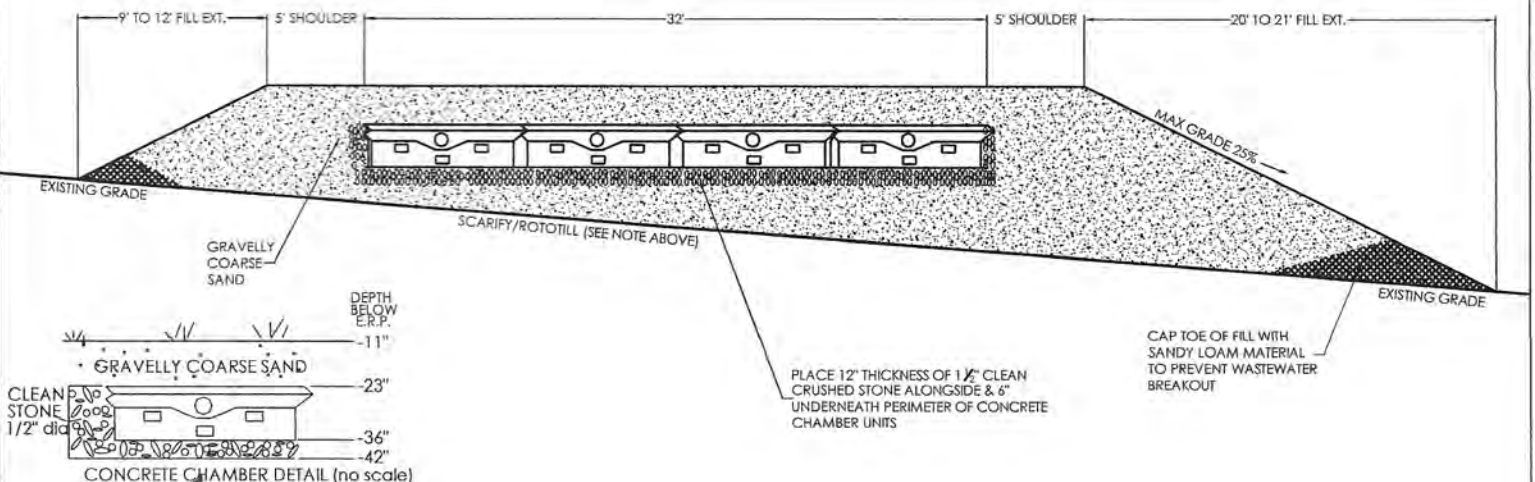 9' TO 12' FILL EXT.
5' SHOULDER
32'
5' SHOULDER
20' TO 21' FILL EXT.
MAX GRADE 25%
EXISTING GRADE
SCARIFY/ROTOTILL (SEE NOTE ABOVE)
EXISTING GRADE
GRAVELLY
COARSE
SAND
CAP TOE OF FILL WITH
SANDY LOAM MATERIAL
TO PREVENT WASTEWATER
BREAKOUT
PLACE 12" THICKNESS OF 1 ½" CLEAN
CRUSHED STONE ALONGSIDE & 6"
UNDERNEATH PERIMETER OF CONCRETE
CHAMBER UNITS
DEPTH
BELOW
E.R.P.
-11"
GRAVELLY COARSE SAND
-23"
CLEAN
STONE
1/2" dia
-36"
-42"
CONCRETE CHAMBER DETAIL (no scale)